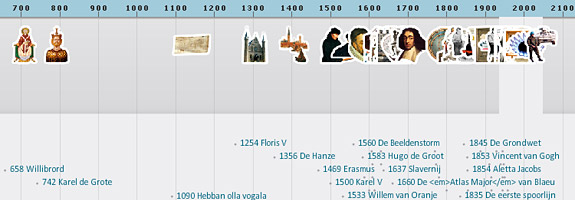 700 800 900 1000 1100 1200 1300 1400 1500 1600 1700 1800 1900 2000 2100
1254 Floris V 1560 De Beeldenstorm 1845 De Grondwet
1356 De Hanze 1583 Hugo de Groot 1853 Vincent van Gogh
658 Willibrord 1469 Erasmus 1637 Slavernij 1854 Aletta Jacobs
742 Karel de Grote 1500 Karel V 1660 De <em>Atlas Major</em> van Blaeu
1090 Hebban olla vogala 1533 Willem van Oranje 1835 De eerste spoorlijn